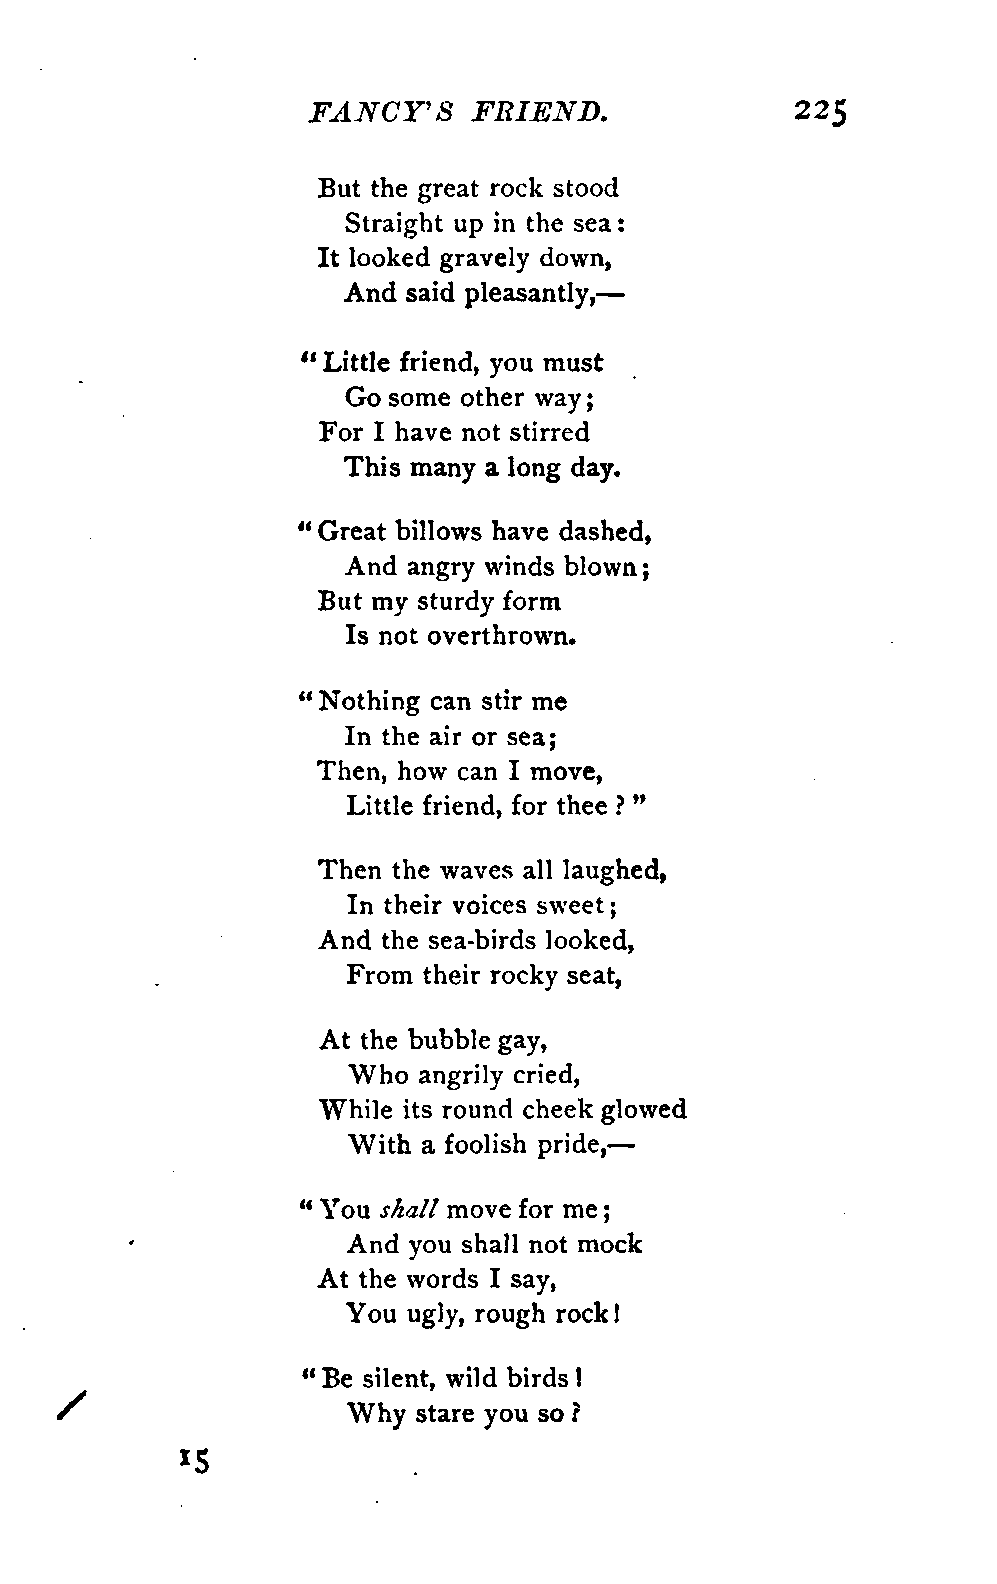 FANCY'S FRIEND. 225
But the great rock stood
Straight up in the sea:
It looked gravely down,
And said pleasantly,—
"Little friend, you must
Go some other way;
For I have not stirred
This many a long day.
"Great billows have dashed,
And angry winds blown;
But my sturdy form
Is not overthrown.
"Nothing can stir me
In the air or sea;
Then, how can I move,
Little friend, for thee?"
Then the waves all laughed,
In their voices sweet;
And the sea-birds looked,
From their rocky seat,
At the bubble gay,
Who angrily cried,
While its round cheek glowed
With a foolish pride,—
"You shall move for me;
And you shall not mock
At the words I say,
You ugly, rough rock!
"Be silent, wild birds!
Why stare you so?
15